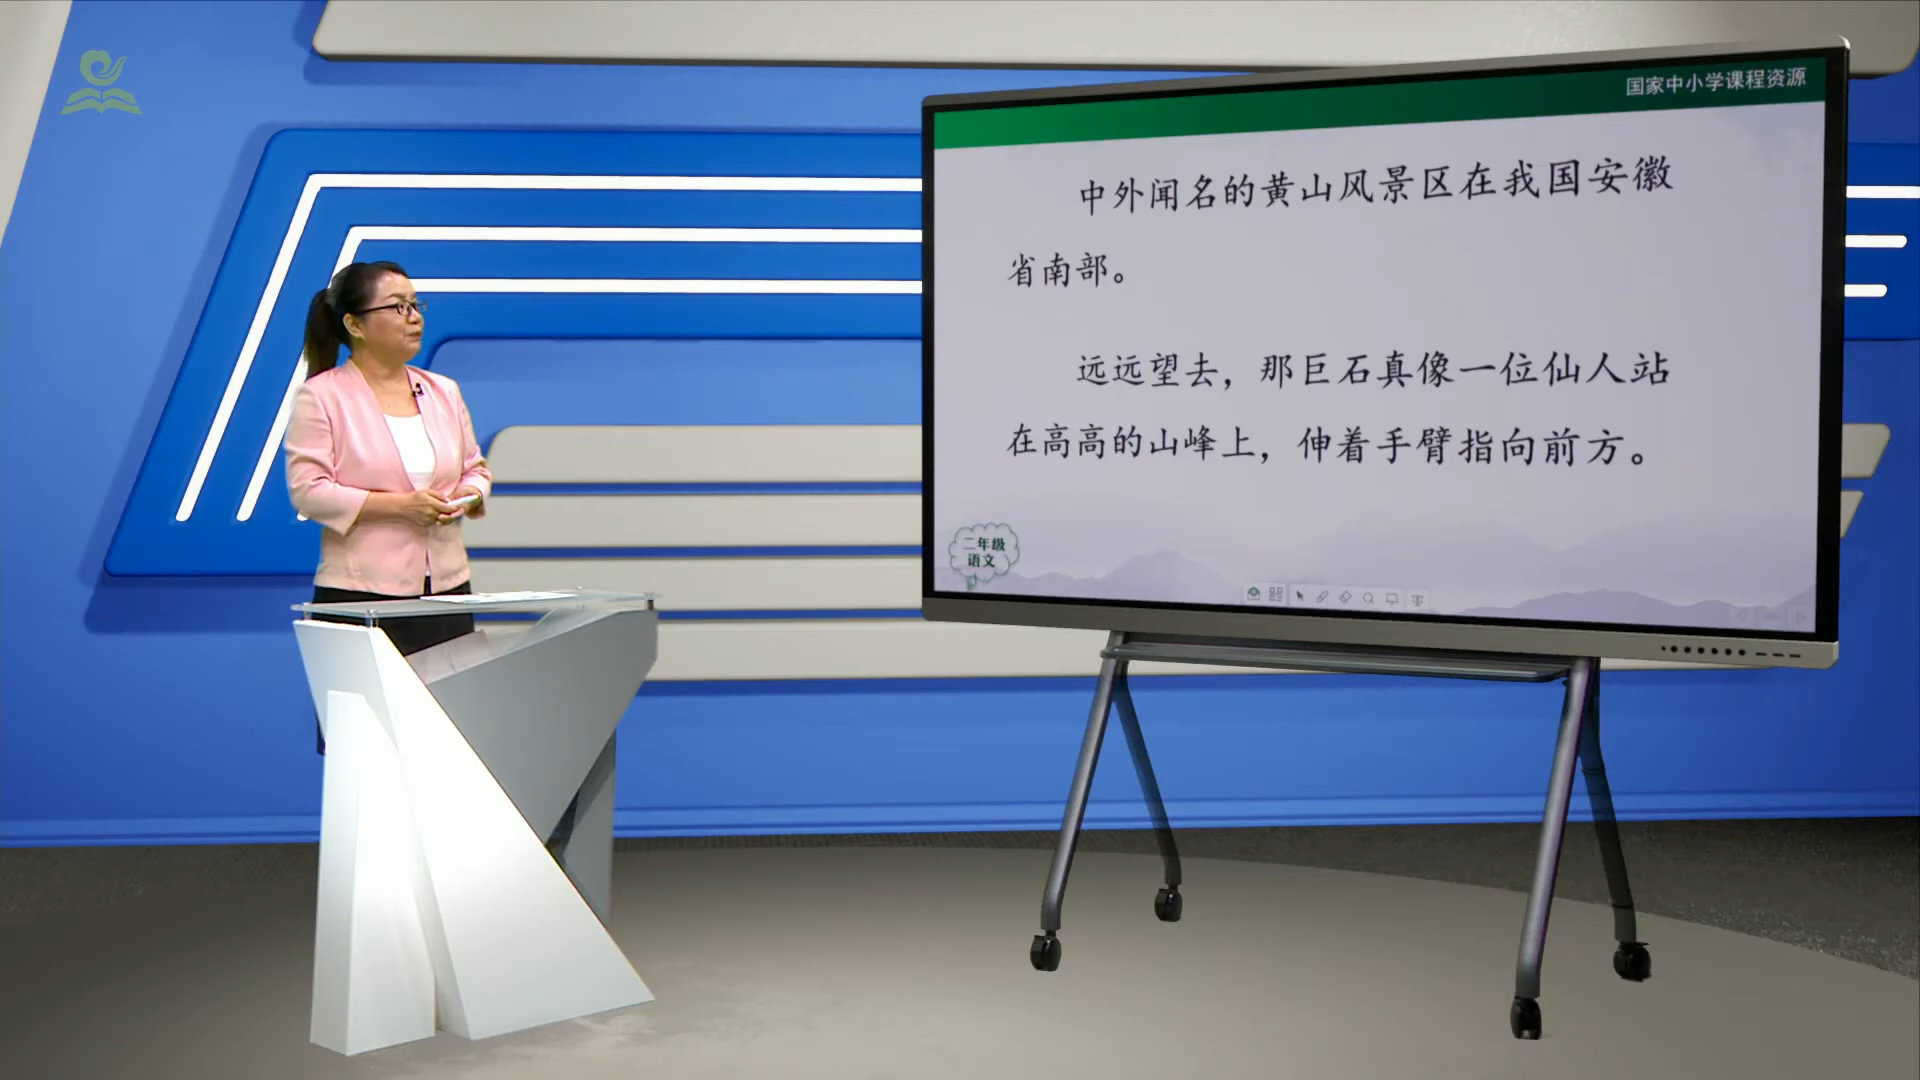 国家中小学课程资源
中外闻名的黄山风景区在我国安徽
省南部。
远远望去，那巨石真像一位仙人站
在高高的山峰上，伸着手臂指向前方。
二年级
语文